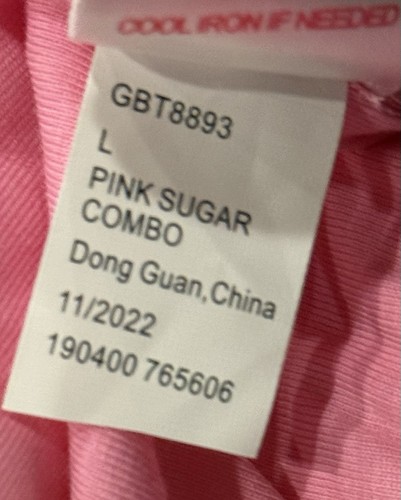 COOL IRON IF NEEDED
GBT8893
L
PINK SUGAR
COMBO
Dong Guan,China
11/2022
190400 765606